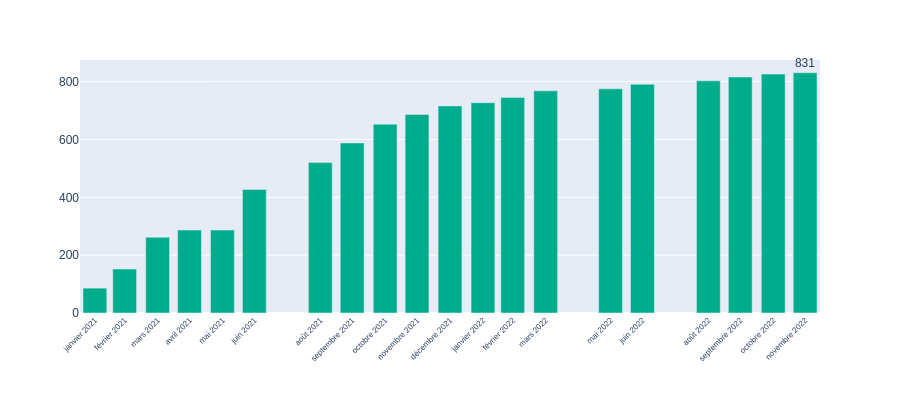 831
800
600
400
200
0
janvier 2021
février 2021
mars 2021
avril 2021
mai 2021
juin 2021
août 2021
septembre 2021
octobre 2021
novembre 2021
décembre 2021
janvier 2022
février 2022
mars 2022
mai 2022
juin 2022
août 2022
septembre 2022
octobre 2022
novembre 2022